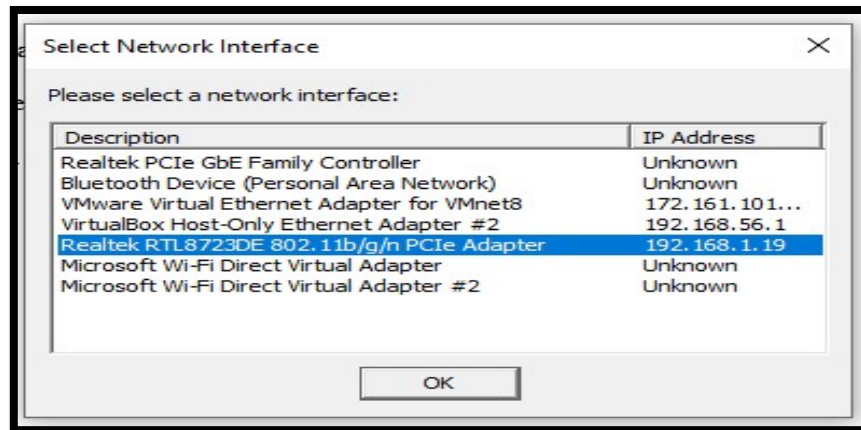 Select Network Interface
Please select a network interface:
Description IP Address
Realtek PCIe GbE Family Controller Unknown
Bluetooth Device (Personal Area Network) Unknown
VMware Virtual Ethernet Adapter for VMnet8 172.161.101...
VirtualBox Host-Only Ethernet Adapter #2 192.168.56.1
Realtek RTL8723DE 802.11b/g/n PCIe Adapter 192.168.1.19
Microsoft Wi-Fi Direct Virtual Adapter Unknown
Microsoft Wi-Fi Direct Virtual Adapter #2 Unknown
OK